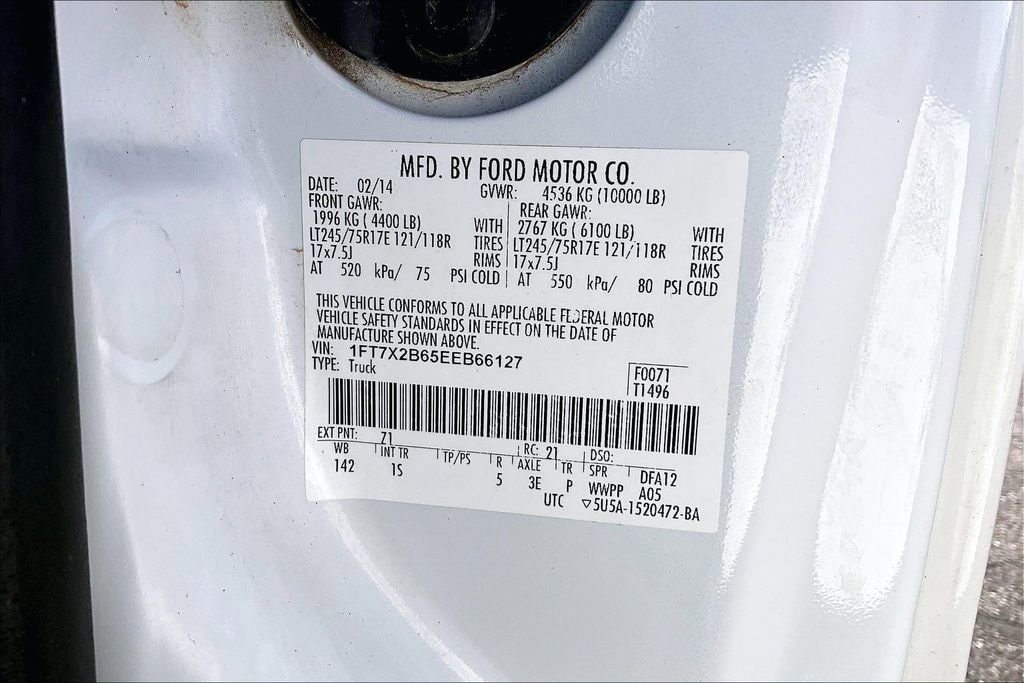 MFD. BY FORD MOTOR CO.
DATE: 02/14 GVWR: 4536 KG (10000 LB)
FRONT GAWR: REAR GAWR:
1996 KG ( 4400 LB) WITH 2767 KG ( 6100 LB) WITH
LT245/75R17E 121/118R TIRES LT245/75R17E 121/118R TIRES
17x7.5J RIMS 17x7.5J RIMS
AT 520 kPa/ 75 PSI COLD AT 550 kPa/ 80 PSI COLD
THIS VEHICLE CONFORMS TO ALL APPLICABLE FEDERAL MOTOR
VEHICLE SAFETY STANDARDS IN EFFECT ON THE DATE OF
MANUFACTURE SHOWN ABOVE.
VIN: 1FT7X2B65EEB66127
TYPE: Truck F0071
T1496
EXT PNT: Z1 RC: 21 DSO:
WB INT TR TP/PS R AXLE TR SPR DFA12
142 1S 5 3E P WWPP A05
UTC ▽5U5A-1520472-BA